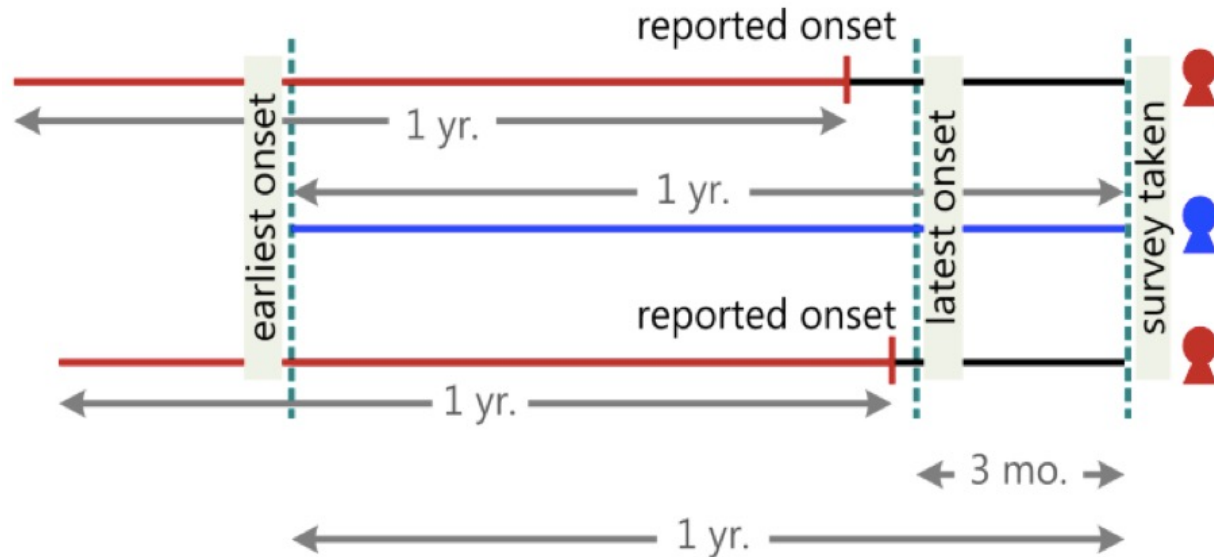 reported onset
1 yr.
earliest onset
1 yr.
latest onset
survey taken
reported onset
1 yr.
3 mo.
1 yr.